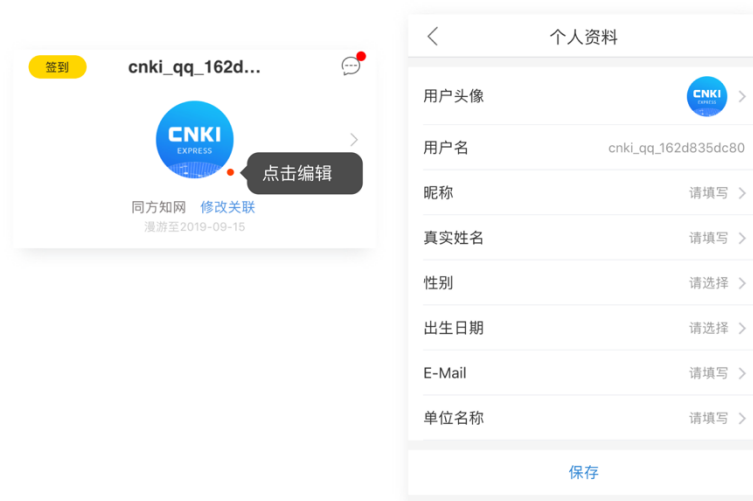 签到
cnki_qq_162d...
CNKI
EXPRESS
点击编辑
同方知网 修改关联
漫游至2019-09-15
个人资料
用户头像
CNKI
EXPRESS
用户名 cnki_qq_162d835dc80
昵称 请填写
真实姓名 请填写
性别 请选择
出生日期 请选择
E-Mail 请填写
单位名称 请填写
保存